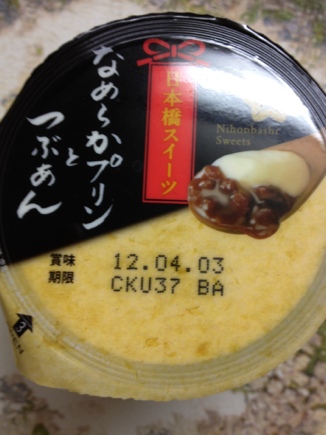 なめらかプリン
と
つぶあん
日本橋スイーツ
Nihonbashi
Sweets
賞味
期限
12.04.03
CKU37 BA
3